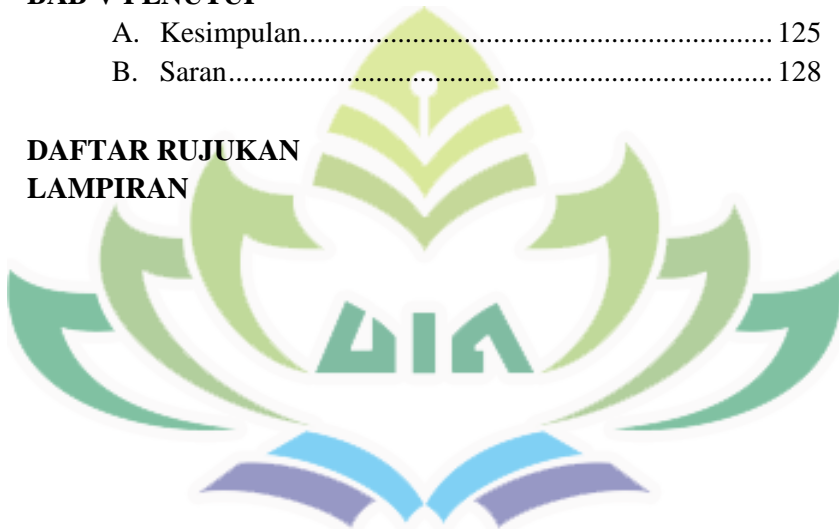 BAB V PENUTUP
A. Kesimpulan................................................................ 125
B. Saran.......................................................................... 128
DAFTAR RUJUKAN
LAMPIRAN